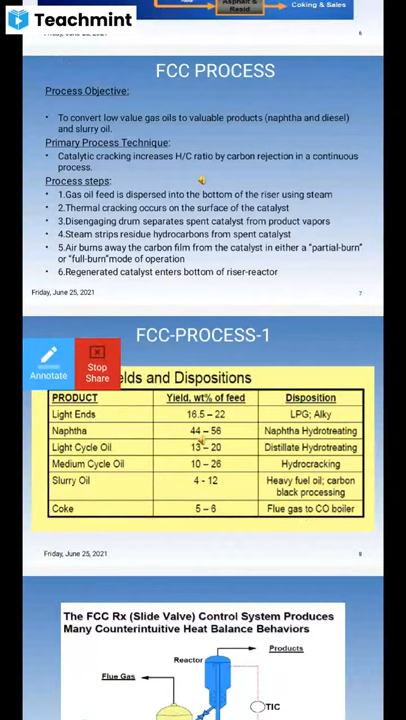 Teachmint
Asphalt &
Resid
Coking & Sales
Friday, June 25, 2021
6
FCC PROCESS
Process Objective:
• To convert low value gas oils to valuable products (naphtha and diesel)
and slurry oil.
Primary Process Technique:
• Catalytic cracking increases H/C ratio by carbon rejection in a continuous
process.
Process steps:
• 1.Gas oil feed is dispersed into the bottom of the riser using steam
• 2.Thermal cracking occurs on the surface of the catalyst
• 3.Disengaging drum separates spent catalyst from product vapors
• 4.Steam strips residue hydrocarbons from spent catalyst
• 5.Air burns away the carbon film from the catalyst in either a “partial-burn”
or “full-burn”mode of operation
• 6.Regenerated catalyst enters bottom of riser-reactor
Friday, June 25, 2021
7
FCC-PROCESS-1
Annotate
Stop
Share
elds and Dispositions
PRODUCT Yield, wt% of feed Disposition
Light Ends 16.5 – 22 LPG; Alky
Naphtha 44 – 56 Naphtha Hydrotreating
Light Cycle Oil 13 – 20 Distillate Hydrotreating
Medium Cycle Oil 10 – 26 Hydrocracking
Slurry Oil 4 - 12 Heavy fuel oil; carbon
black processing
Coke 5 – 6 Flue gas to CO boiler
Friday, June 25, 2021
8
The FCC Rx (Slide Valve) Control System Produces
Many Counterintuitive Heat Balance Behaviors
Products
Reactor
Flue Gas
TIC